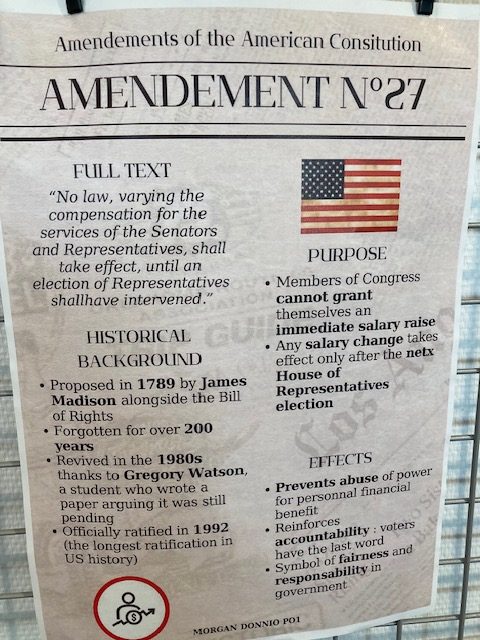 Amendements of the American Consitution
AMENDEMENT Nº27
FULL TEXT
“No law, varying the
compensation for the
services of the Senators
and Representatives, shall
take effect, until an
election of Representatives
shallhave intervened.”
HISTORICAL
BACKGROUND
• Proposed in 1789 by James
Madison alongside the Bill
of Rights
• Forgotten for over 200
years
• Revived in the 1980s
thanks to Gregory Watson,
a student who wrote a
paper arguing it was still
pending
• Officially ratified in 1992
(the longest ratification in
US history)
PURPOSE
• Members of Congress
cannot grant
themselves an
immediate salary raise
• Any salary change takes
effect only after the netx
House of
Representatives
election
EFFECTS
• Prevents abuse of power
for personnal financial
benefit
• Reinforces
accountability : voters
have the last word
• Symbol of fairness and
responsability in
government
$
MORGAN DONNIO PO1